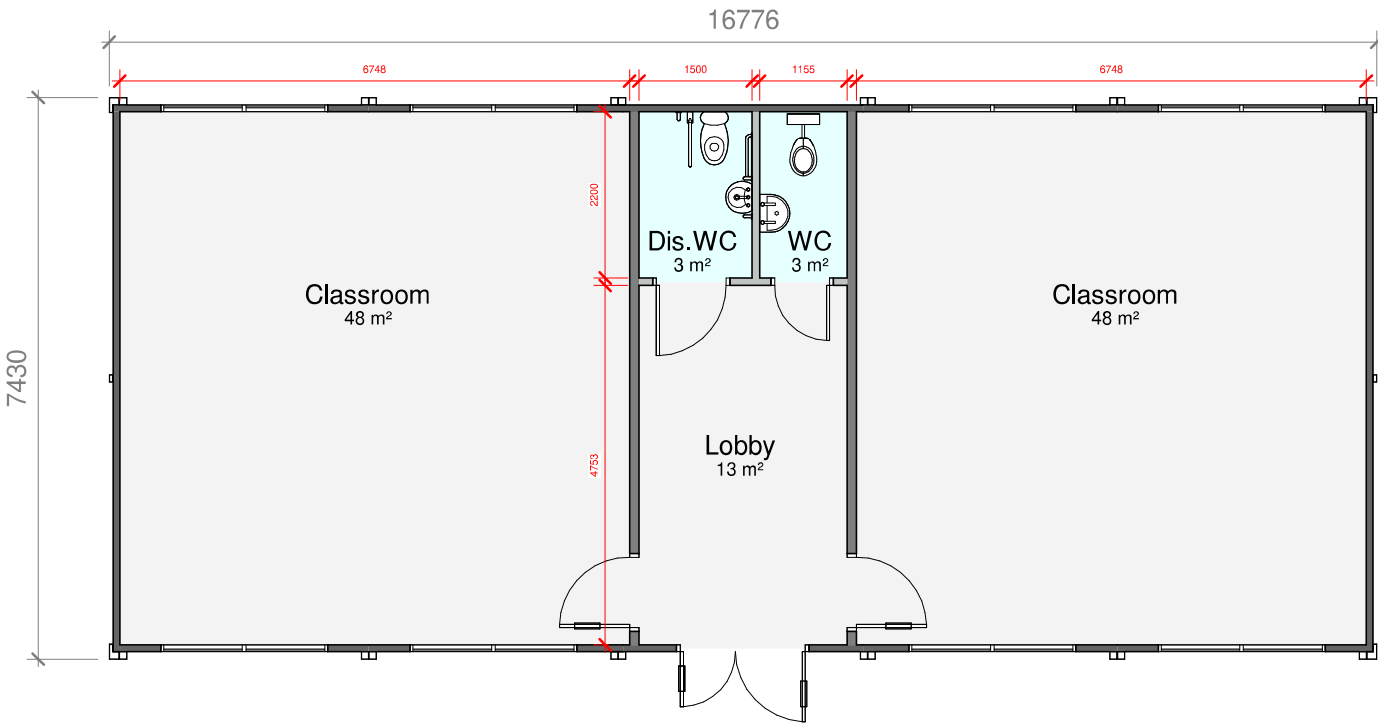 16776
6748
1500
1155
6748
7430
2200
4753
Dis.WC
3 m²
WC
3 m²
Classroom
48 m²
Classroom
48 m²
Lobby
13 m²